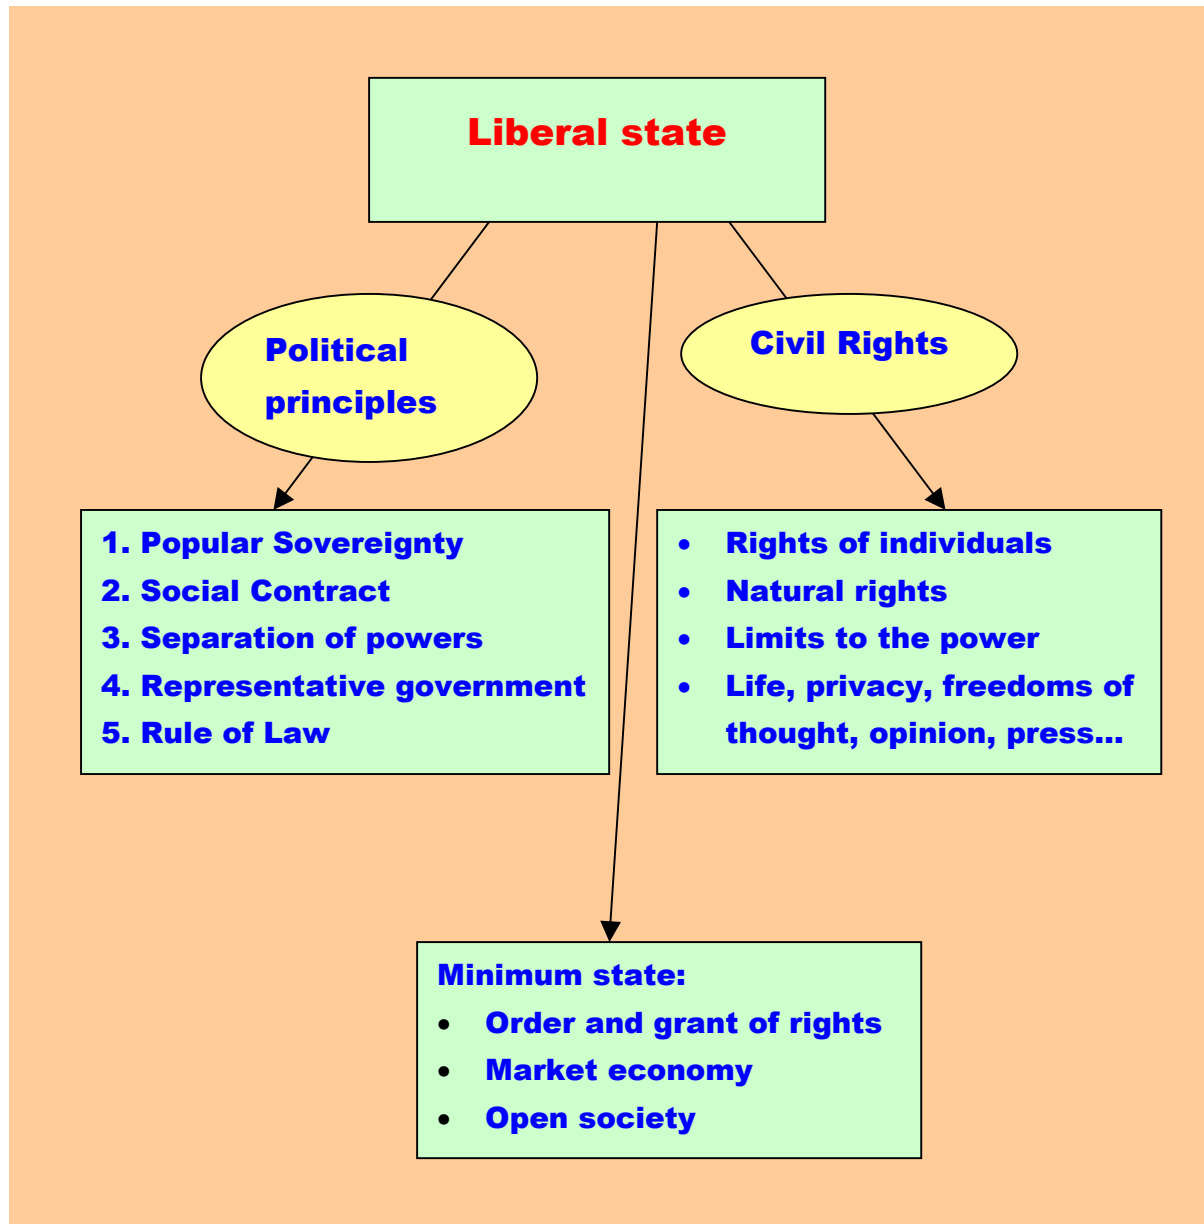 Liberal state
Political
principles
Civil Rights
1. Popular Sovereignty
2. Social Contract
3. Separation of powers
4. Representative government
5. Rule of Law
• Rights of individuals
• Natural rights
• Limits to the power
• Life, privacy, freedoms of
thought, opinion, press...
Minimum state:
• Order and grant of rights
• Market economy
• Open society